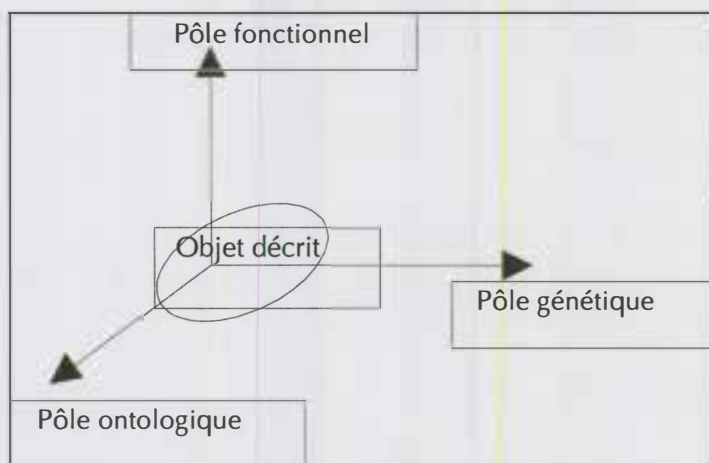 Pôle fonctionnel
Objet décrit
Pôle génétique
Pôle ontologique